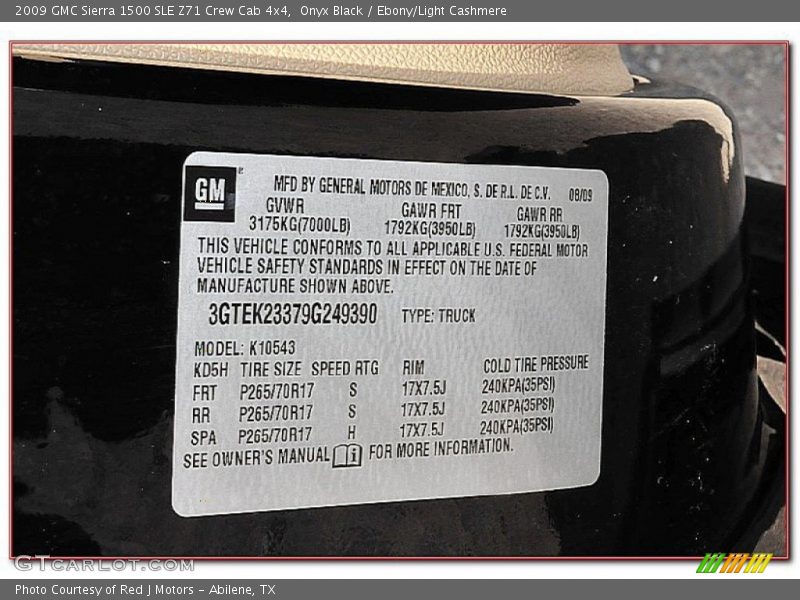 2009 GMC Sierra 1500 SLE Z71 Crew Cab 4x4, Onyx Black / Ebony/Light Cashmere
GM
MFD BY GENERAL MOTORS DE MEXICO, S. DE R.L. DE C.V. 08/09
GVWR GAWR FRT GAWR RR
3175KG(7000LB) 1792KG(3950LB) 1792KG(3950LB)
THIS VEHICLE CONFORMS TO ALL APPLICABLE U.S. FEDERAL MOTOR
VEHICLE SAFETY STANDARDS IN EFFECT ON THE DATE OF
MANUFACTURE SHOWN ABOVE.
3GTEK23379G249390 TYPE: TRUCK
MODEL: K10543
KD5H TIRE SIZE SPEED RTG RIM COLD TIRE PRESSURE
FRT P265/70R17 S 17X7.5J 240KPA(35PSI)
RR P265/70R17 S 17X7.5J 240KPA(35PSI)
SPA P265/70R17 H 17X7.5J 240KPA(35PSI)
SEE OWNER'S MANUAL FOR MORE INFORMATION.
GTCARLOT.COM
Photo Courtesy of Red J Motors - Abilene, TX